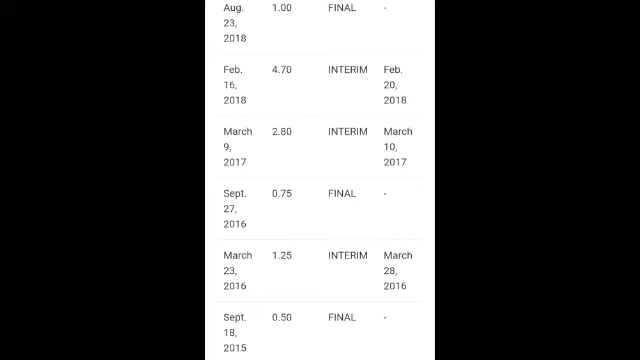 Aug. 23, 2018 1.00 FINAL -
Feb. 16, 2018 4.70 INTERIM Feb. 20, 2018
March 9, 2017 2.80 INTERIM March 10, 2017
Sept. 27, 2016 0.75 FINAL -
March 23, 2016 1.25 INTERIM March 28, 2016
Sept. 18, 2015 0.50 FINAL -